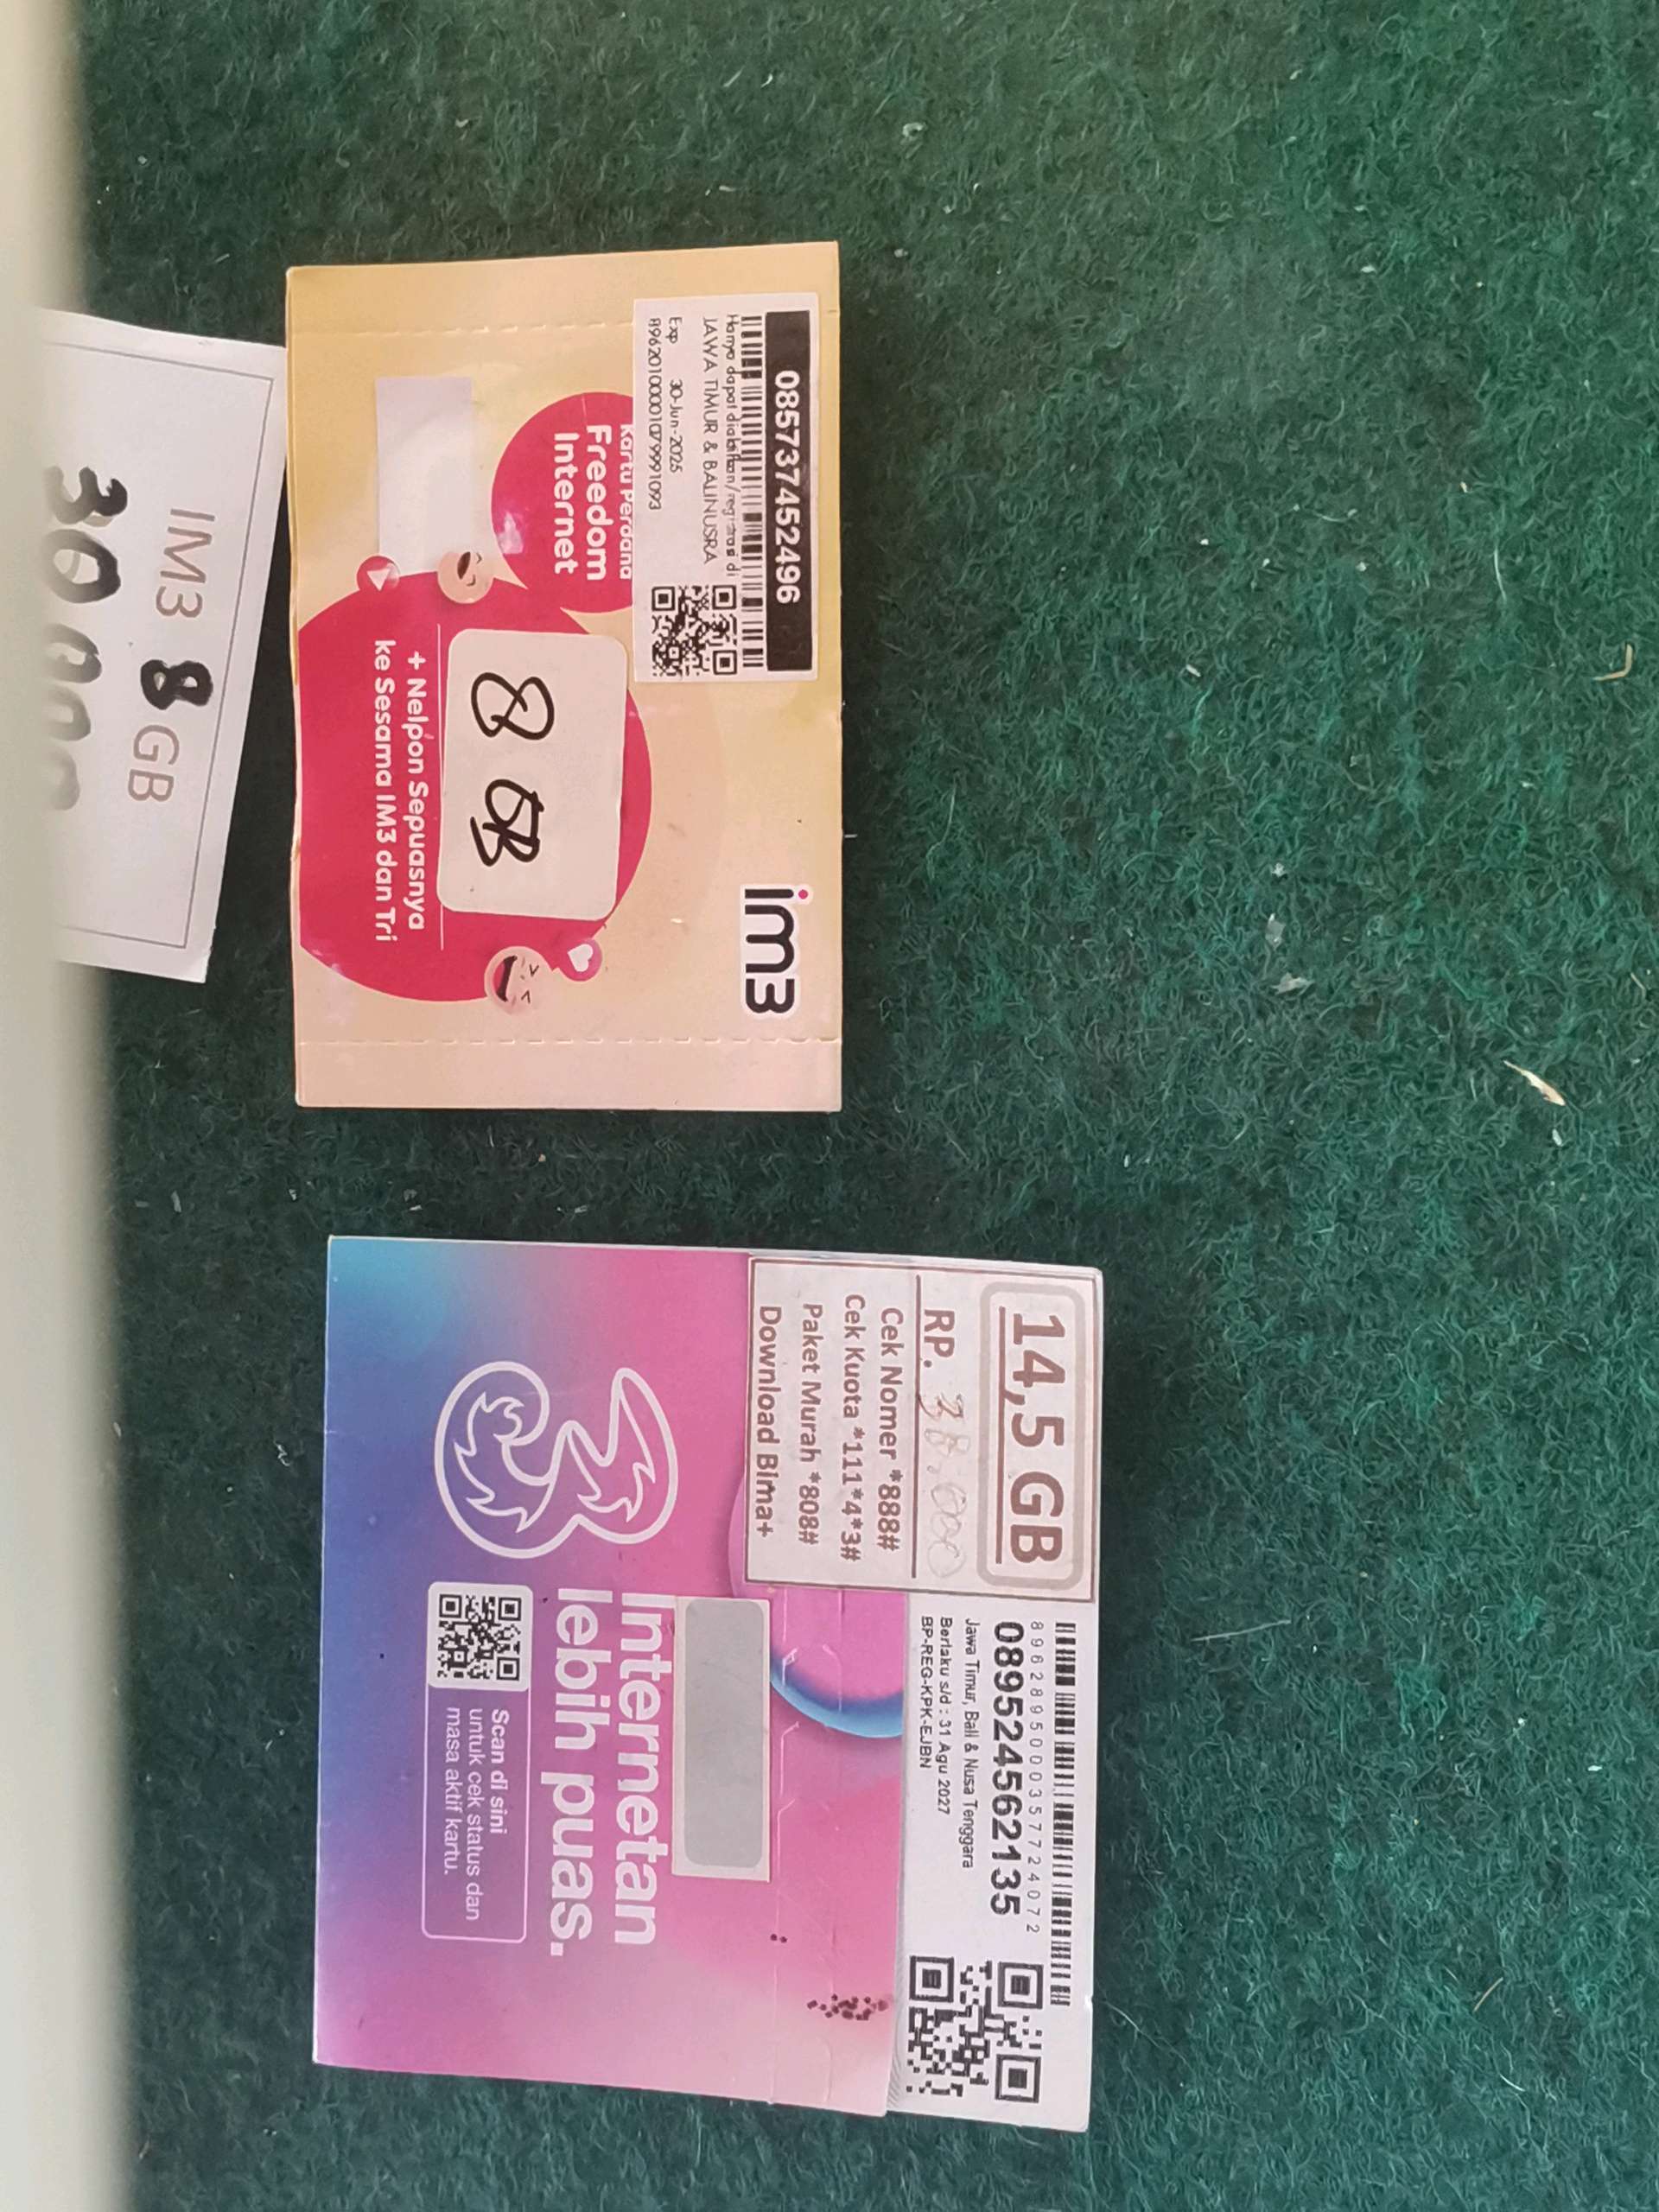 IM3 8 GB
30.000
085737452496
Hanya dapat diaktifkan/registrasi di
JAWA TIMUR & BALINUSRA
Exp 30-Jun-2025
im3
Kartu Perdana
Freedom
Internet
8 GB
+ Nelpon Sepuasnya
ke Sesama IM3 dan Tri
14,5 GB
RP. 38.000
Cek Nomer *888#
Cek Kuota *111*4*3#
Paket Murah *808#
Download Bima+
8962895000357724072
089524562135
Jawa Timur, Bali & Nusa Tenggara
Berlaku s/d : 31 Agu 2027
BP-REG-KPK-EJBN
3
Internetan
lebih puas.
Scan di sini
untuk cek status dan
masa aktif kartu.